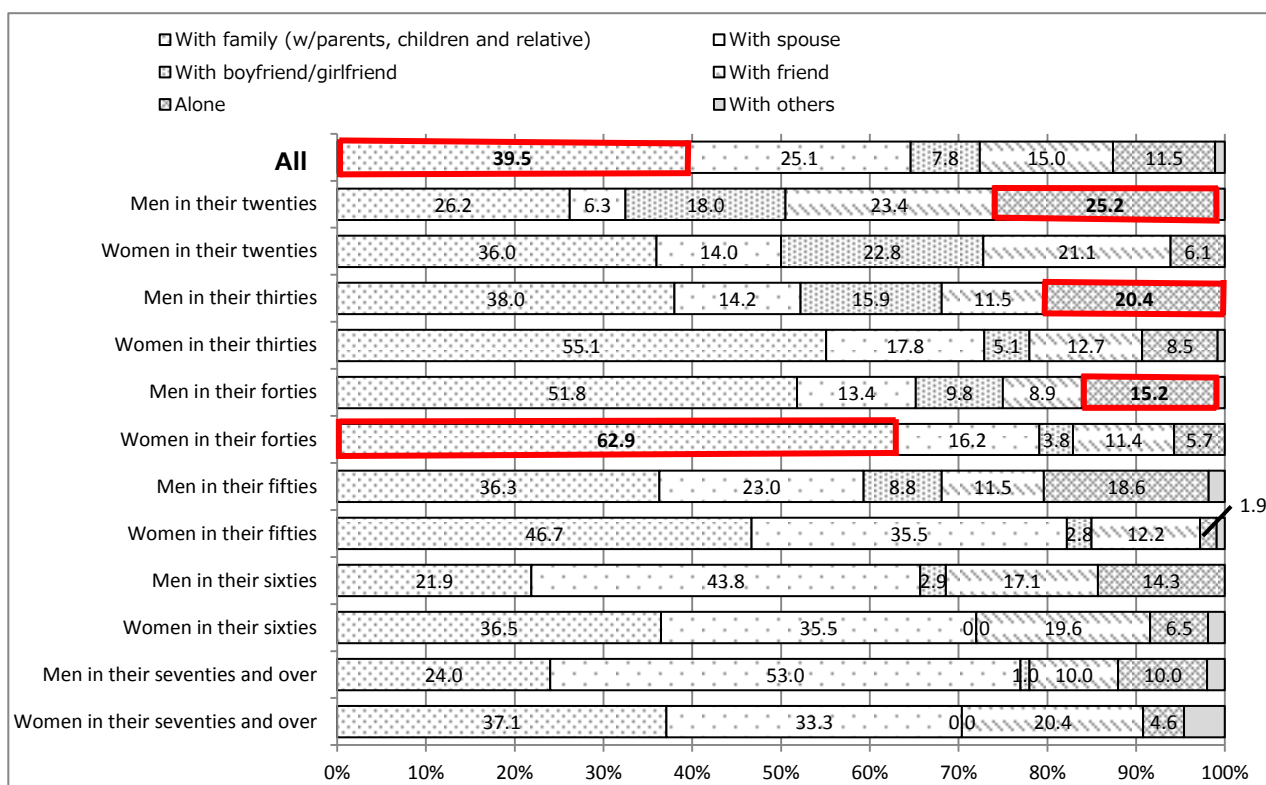 With family (w/parents, children and relative) With spouse
With boyfriend/girlfriend With friend
Alone With others
All 39.5 25.1 7.8 15.0 11.5
Men in their twenties 26.2 6.3 18.0 23.4 25.2
Women in their twenties 36.0 14.0 22.8 21.1 6.1
Men in their thirties 38.0 14.2 15.9 11.5 20.4
Women in their thirties 55.1 17.8 5.1 12.7 8.5
Men in their forties 51.8 13.4 9.8 8.9 15.2
Women in their forties 62.9 16.2 3.8 11.4 5.7
Men in their fifties 36.3 23.0 8.8 11.5 18.6
1.9
Women in their fifties 46.7 35.5 2.8 12.2
Men in their sixties 21.9 43.8 2.9 17.1 14.3
Women in their sixties 36.5 35.5 0.0 19.6 6.5
Men in their seventies and over 24.0 53.0 1.0 10.0 10.0
Women in their seventies and over 37.1 33.3 0.0 20.4 4.6
0% 10% 20% 30% 40% 50% 60% 70% 80% 90% 100%